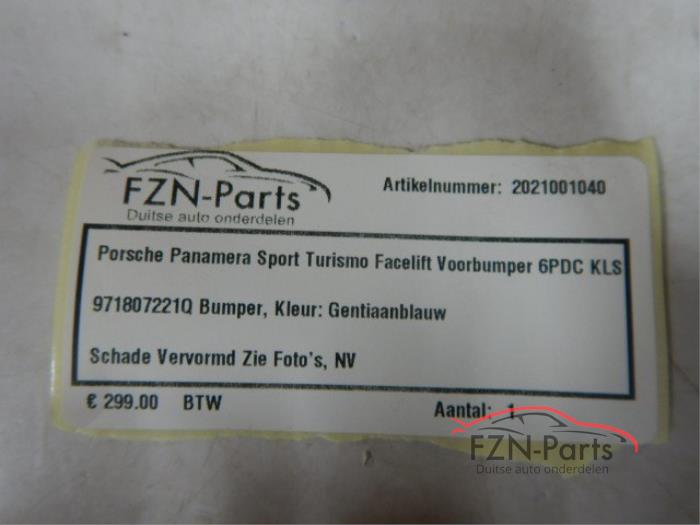 FZN-Parts
Duitse auto onderdelen
Artikelnummer: 2021001040
Porsche Panamera Sport Turismo Facelift Voorbumper 6PDC KLS
971807221Q Bumper, Kleur: Gentiaanblauw
Schade Vervormd Zie Foto's, NV
€ 299.00 BTW
Aantal: 1
FZN-Parts
Duitse auto onderdelen